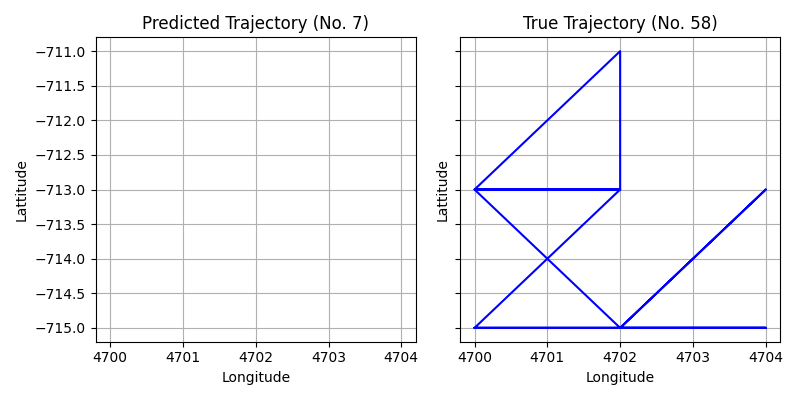 Predicted Trajectory (No. 7)
True Trajectory (No. 58)
−711.0
−711.5
−712.0
−712.5
−713.0
−713.5
−714.0
−714.5
−715.0
Lattitude
Lattitude
4700 4701 4702 4703 4704
4700 4701 4702 4703 4704
Longitude
Longitude